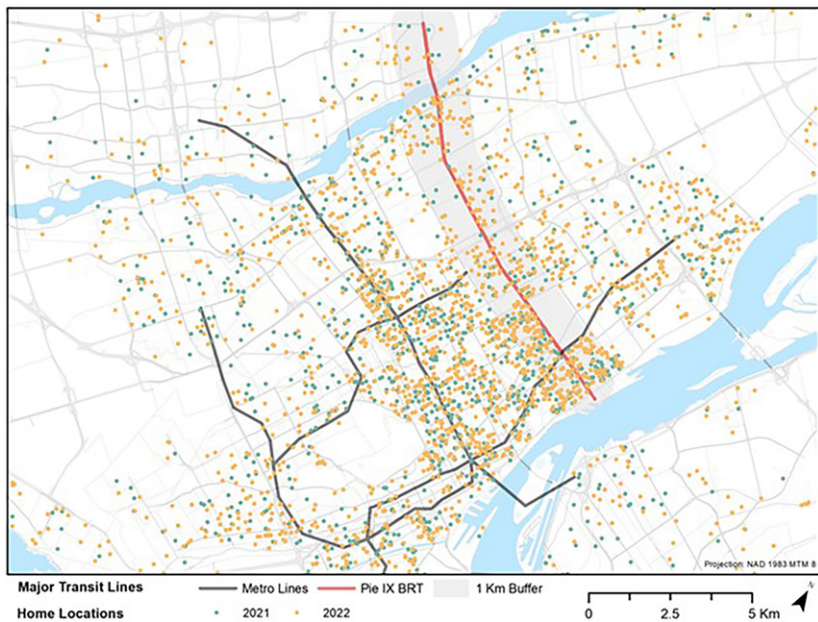 Projection: NAD 1983 MTM 8
Major Transit Lines Metro Lines Pie IX BRT 1 Km Buffer
Home Locations 2021 2022
0 2.5 5 Km
N